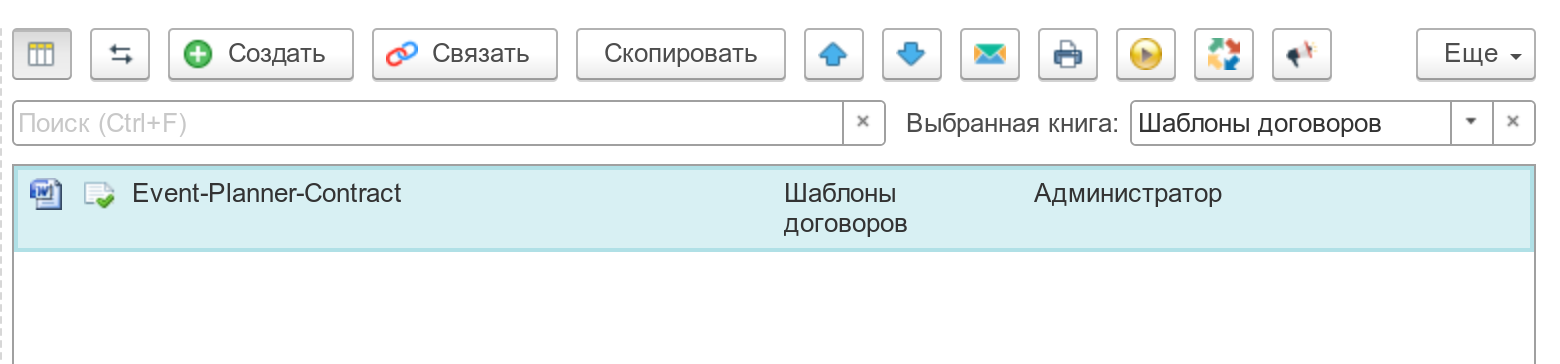 Создать Связать Скопировать Еще
Поиск (Ctrl+F) Выбранная книга: Шаблоны договоров
Event-Planner-Contract Шаблоны Администратор
договоров